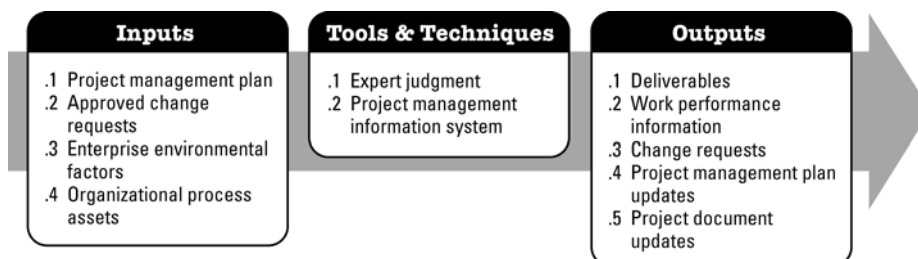 Inputs
.1 Project management plan
.2 Approved change
requests
.3 Enterprise environmental
factors
.4 Organizational process
assets
Tools & Techniques
.1 Expert judgment
.2 Project management
information system
Outputs
.1 Deliverables
.2 Work performance
information
.3 Change requests
.4 Project management plan
updates
.5 Project document
updates